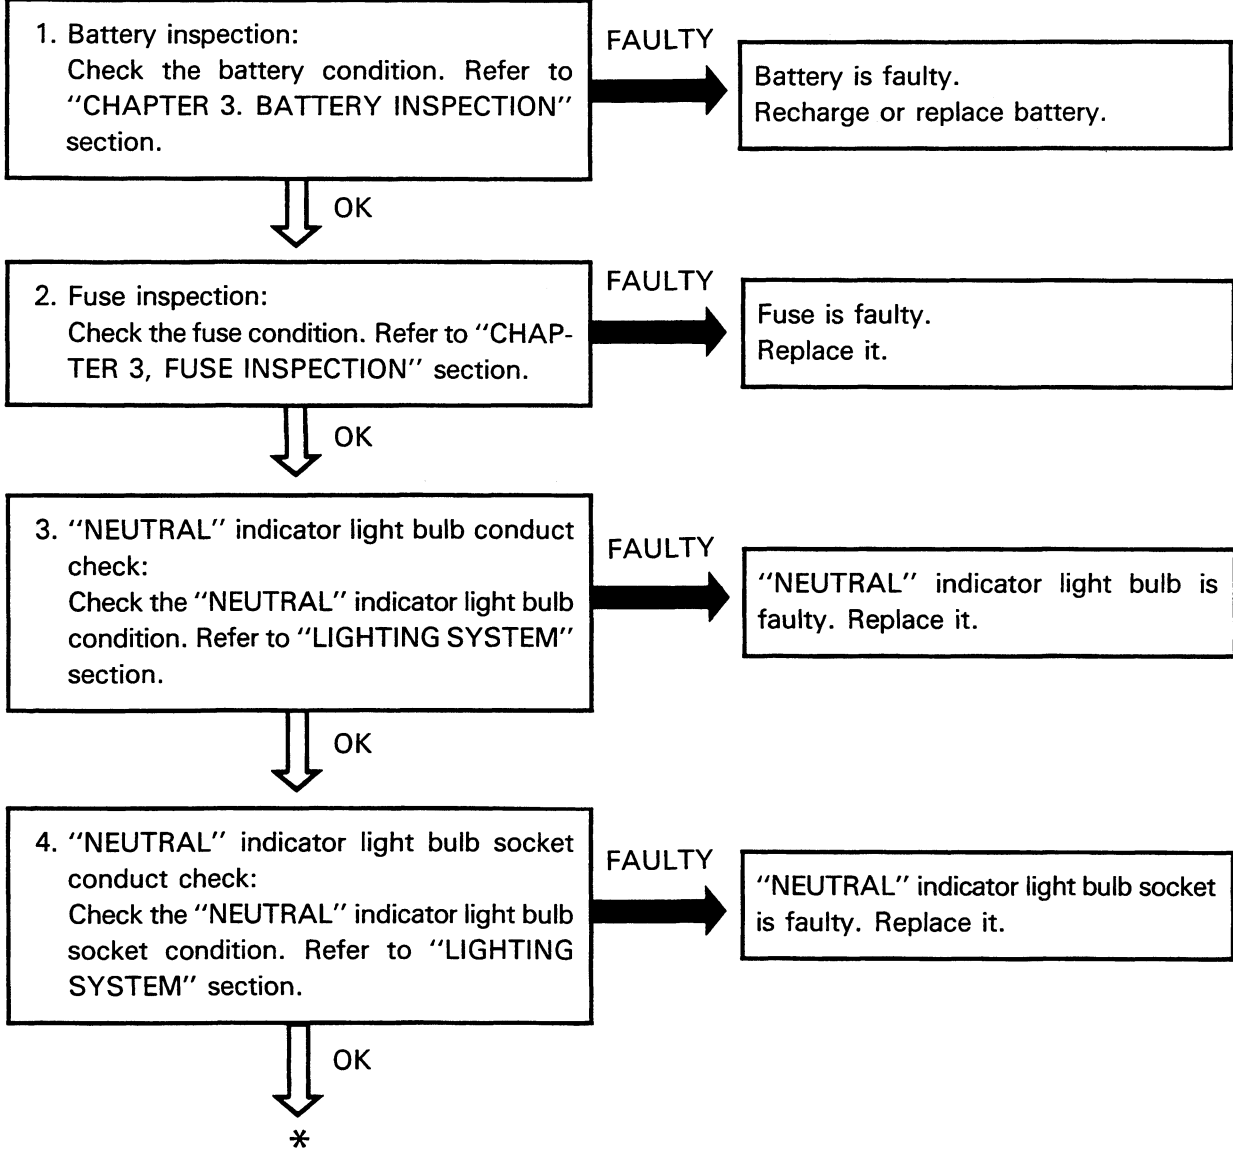 1. Battery inspection:
Check the battery condition. Refer to
"CHAPTER 3. BATTERY INSPECTION"
section.
FAULTY
Battery is faulty.
Recharge or replace battery.
OK
2. Fuse inspection:
Check the fuse condition. Refer to "CHAP-
TER 3, FUSE INSPECTION" section.
FAULTY
Fuse is faulty.
Replace it.
OK
3. "NEUTRAL" indicator light bulb conduct
check:
Check the "NEUTRAL" indicator light bulb
condition. Refer to "LIGHTING SYSTEM"
section.
FAULTY
"NEUTRAL" indicator light bulb is
faulty. Replace it.
OK
4. "NEUTRAL" indicator light bulb socket
conduct check:
Check the "NEUTRAL" indicator light bulb
socket condition. Refer to "LIGHTING
SYSTEM" section.
FAULTY
"NEUTRAL" indicator light bulb socket
is faulty. Replace it.
OK
*